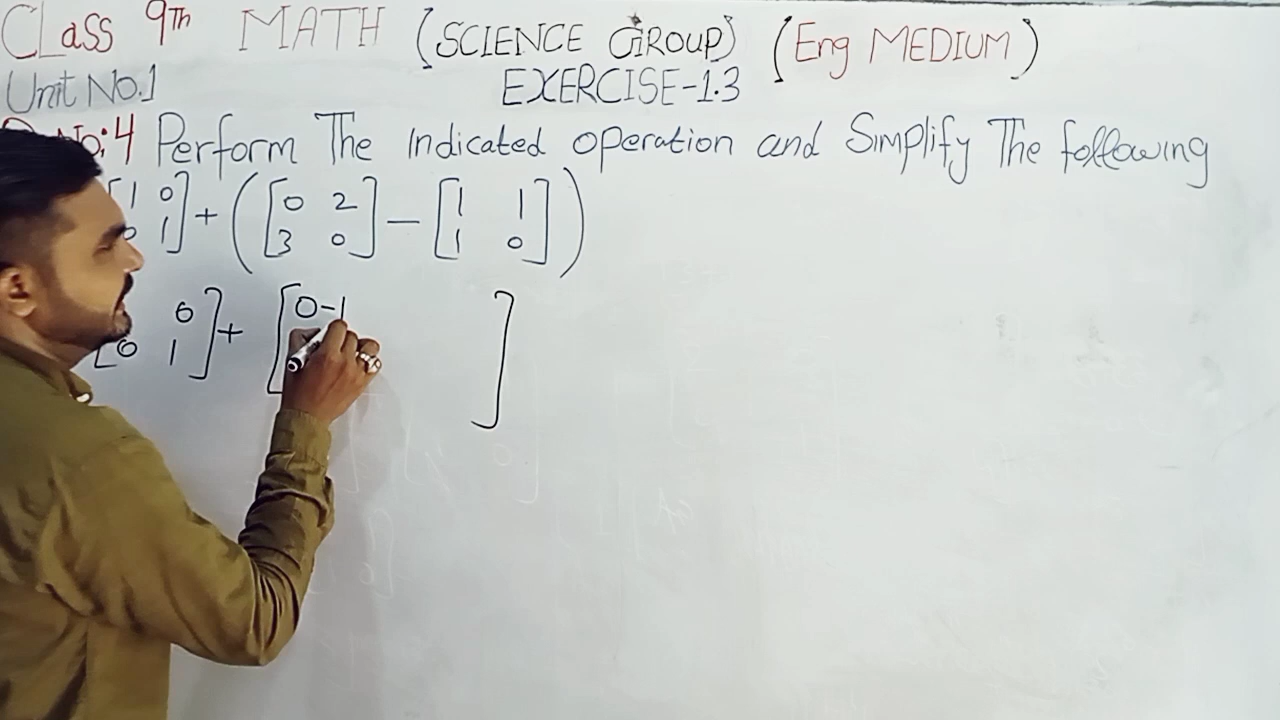 CLass 9Th MATH (SCIENCE GROUP) (Eng MEDIUM)
Unit No.1 EXERCISE-1.3
No:4 Perform The Indicated operation and Simplify The following
[1 0] + ([0 2] - [1 1])
[0 1] [3 0] [1 0]
0] + [0-1 ]
[0 1]